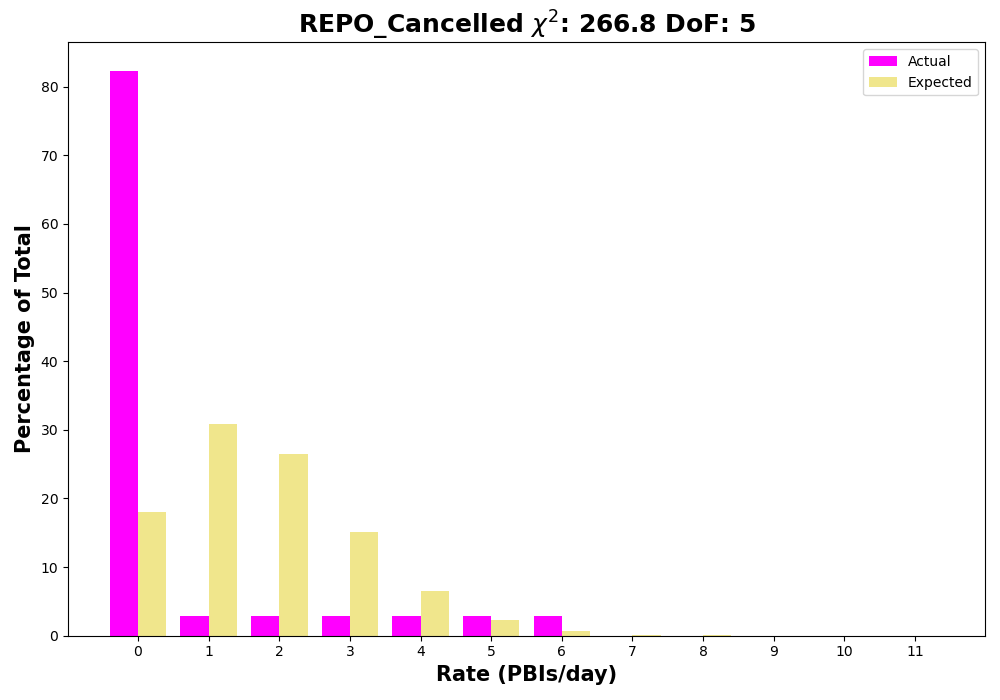 REPO_Cancelled χ²: 266.8 DoF: 5
Actual
Expected
Percentage of Total
80
70
60
50
40
30
20
10
0
0 1 2 3 4 5 6 7 8 9 10 11
Rate (PBIs/day)